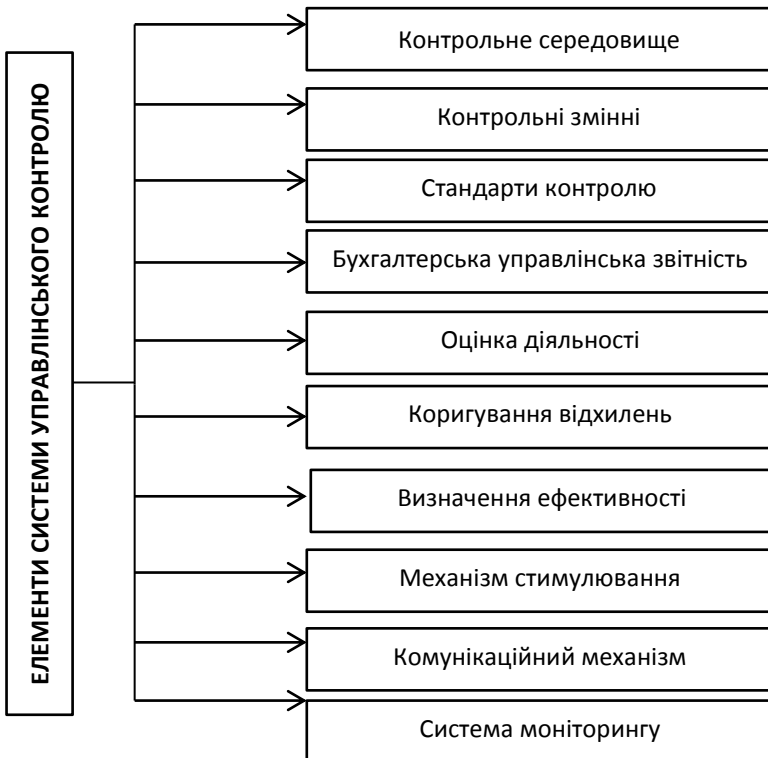 ЕЛЕМЕНТИ СИСТЕМИ УПРАВЛІНСЬКОГО КОНТРОЛЮ
Контрольне середовище
Контрольні змінні
Стандарти контролю
Бухгалтерська управлінська звітність
Оцінка діяльності
Коригування відхилень
Визначення ефективності
Механізм стимулювання
Комунікаційний механізм
Система моніторингу